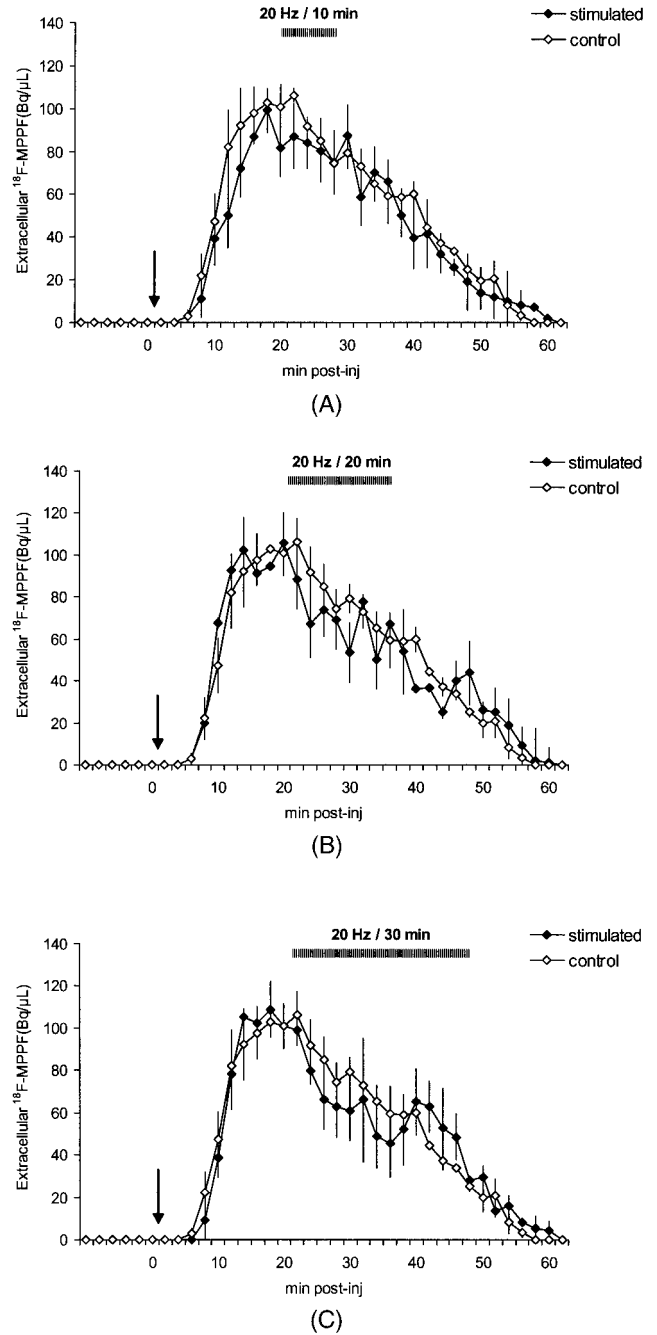 20 Hz / 10 min
stimulated
control
Extracellular ¹⁸F-MPPF(Bq/µL)
140
120
100
80
60
40
20
0
0 10 20 30 40 50 60
min post-inj
(A)
20 Hz / 20 min
stimulated
control
Extracellular ¹⁸F-MPPF(Bq/µL)
140
120
100
80
60
40
20
0
0 10 20 30 40 50 60
min post-inj
(B)
20 Hz / 30 min
stimulated
control
Extracellular ¹⁸F-MPPF(Bq/µL)
140
120
100
80
60
40
20
0
0 10 20 30 40 50 60
min post-inj
(C)